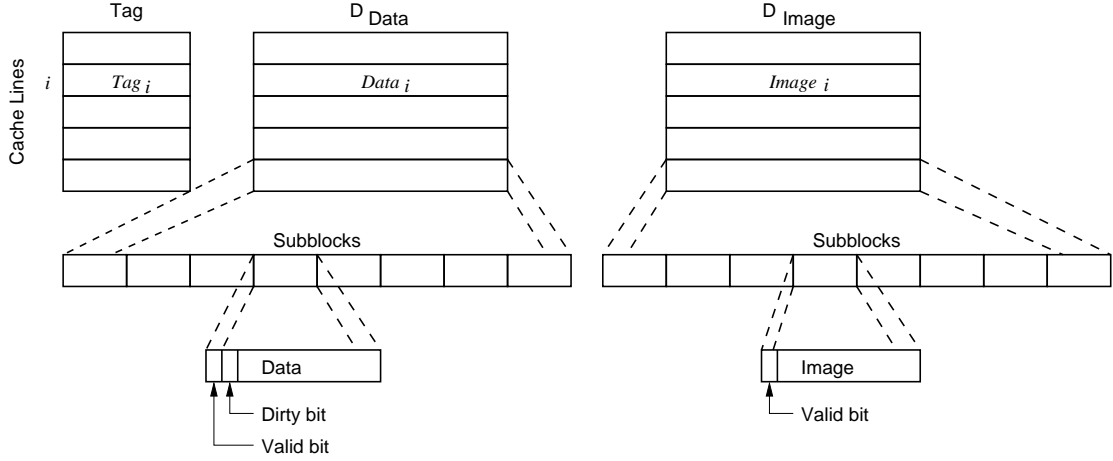 Tag
D Data
D Image
Cache Lines
i
Tag i
Data i
Image i
Subblocks
Subblocks
Data
Image
Dirty bit
Valid bit
Valid bit